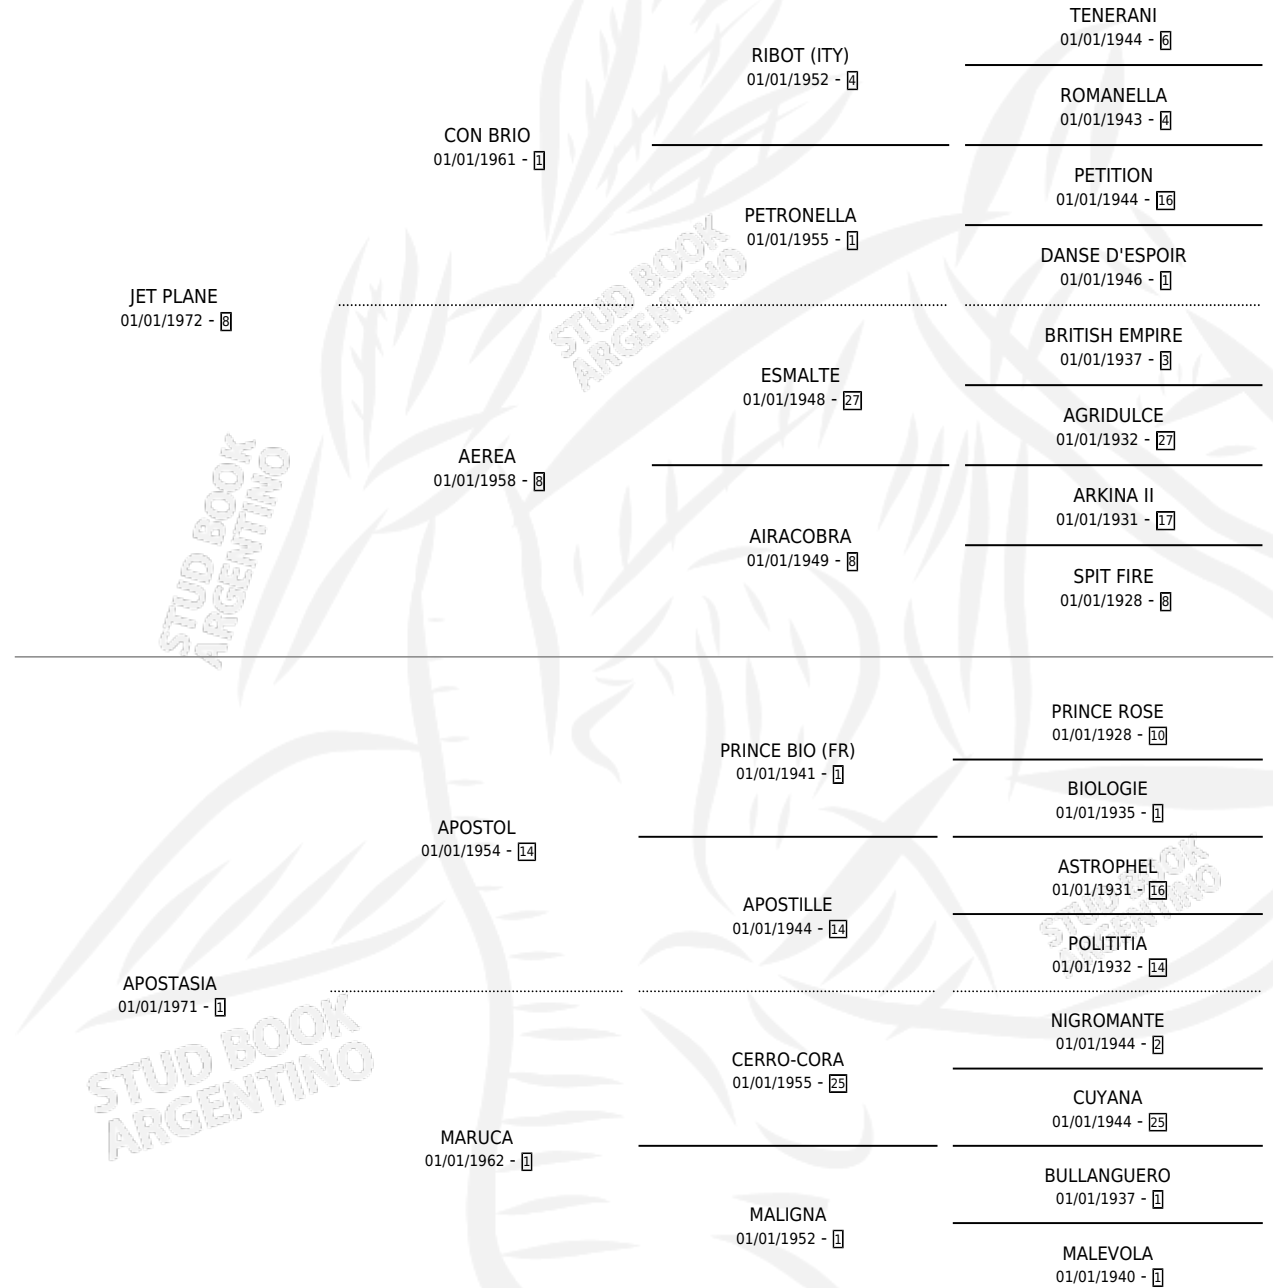 TENERANI
01/01/1944 - 6
RIBOT (ITY)
01/01/1952 - 4
ROMANELLA
01/01/1943 - 4
CON BRIO
01/01/1961 - 1
PETITION
01/01/1944 - 16
PETRONELLA
01/01/1955 - 1
DANSE D'ESPOIR
01/01/1946 - 1
JET PLANE
01/01/1972 - 8
BRITISH EMPIRE
01/01/1937 - 3
ESMALTE
01/01/1948 - 27
AGRIDULCE
01/01/1932 - 27
AEREA
01/01/1958 - 8
ARKINA II
01/01/1931 - 17
AIRACOBRA
01/01/1949 - 8
SPIT FIRE
01/01/1928 - 8
PRINCE ROSE
01/01/1928 - 10
PRINCE BIO (FR)
01/01/1941 - 1
BIOLOGIE
01/01/1935 - 1
APOSTOL
01/01/1954 - 14
ASTROPHEL
01/01/1931 - 16
APOSTILLE
01/01/1944 - 14
POLITITIA
01/01/1932 - 14
APOSTASIA
01/01/1971 - 1
NIGROMANTE
01/01/1944 - 2
CERRO-CORA
01/01/1955 - 25
CUYANA
01/01/1944 - 25
MARUCA
01/01/1962 - 1
BULLANGUERO
01/01/1937 - 1
MALIGNA
01/01/1952 - 1
MALEVOLA
01/01/1940 - 1
STUD BOOK
ARGENTINO
STUD BOOK
ARGENTINO
STUD BOOK
ARGENTINO
STUD BOOK
ARGENTINO